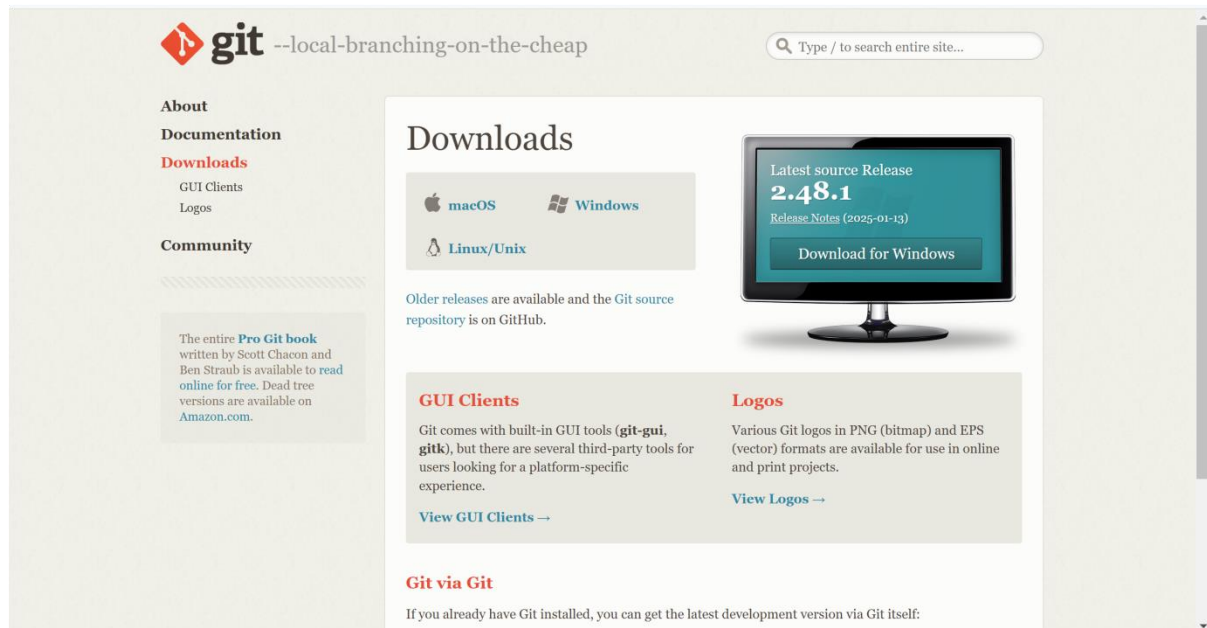 git --local-branching-on-the-cheap
Type / to search entire site...
About
Documentation
Downloads
GUI Clients
Logos
Community
The entire Pro Git book
written by Scott Chacon and
Ben Straub is available to read
online for free. Dead tree
versions are available on
Amazon.com.
Downloads
macOS
Windows
Linux/Unix
Older releases are available and the Git source
repository is on GitHub.
Latest source Release
2.48.1
Release Notes (2025-01-13)
Download for Windows
GUI Clients
Git comes with built-in GUI tools (git-gui,
gitk), but there are several third-party tools for
users looking for a platform-specific
experience.
View GUI Clients →
Logos
Various Git logos in PNG (bitmap) and EPS
(vector) formats are available for use in online
and print projects.
View Logos →
Git via Git
If you already have Git installed, you can get the latest development version via Git itself: